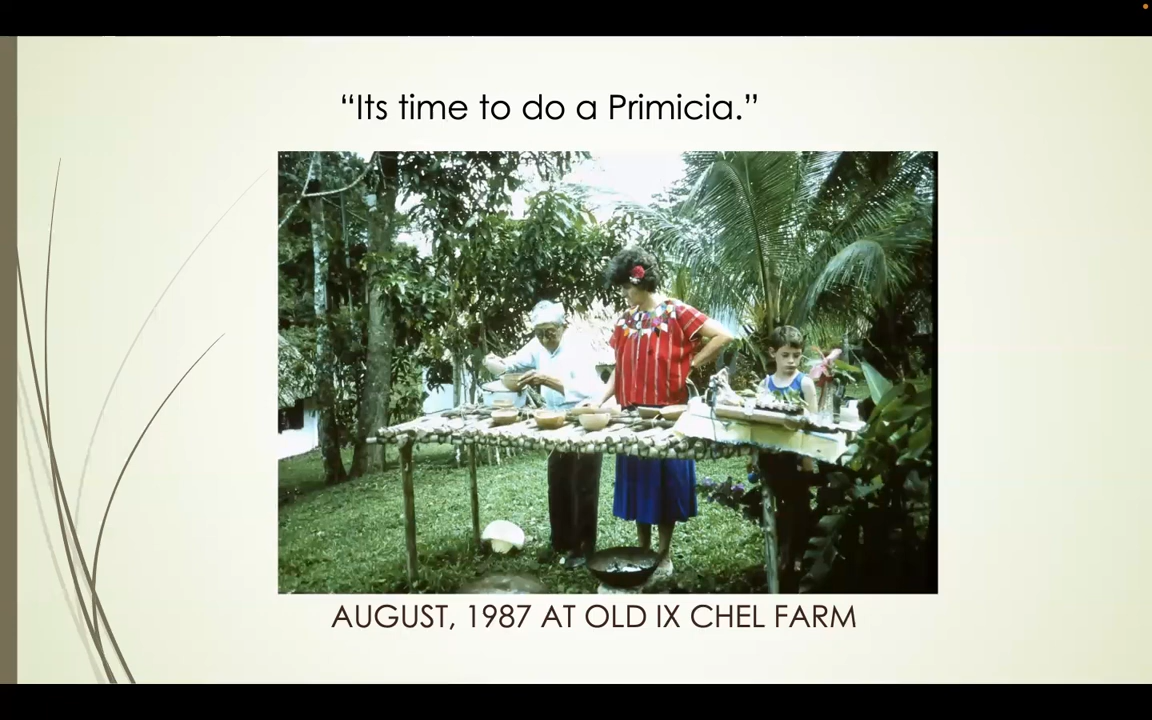 “Its time to do a Primicia.”
AUGUST, 1987 AT OLD IX CHEL FARM